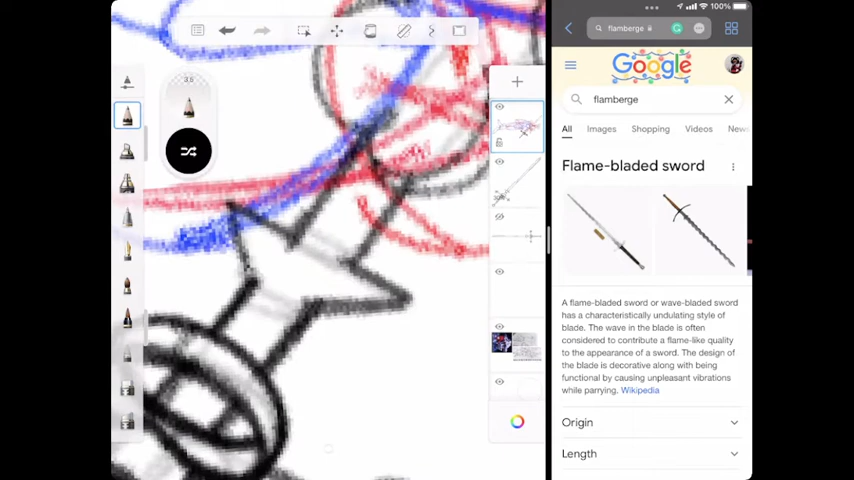 100%
flamberge
Google
flamberge
All Images Shopping Videos News
Flame-bladed sword
3.5
A flame-bladed sword or wave-bladed sword
has a characteristically undulating style of
blade. The wave in the blade is often
considered to contribute a flame-like quality
to the appearance of a sword. The design of
the blade is decorative along with being
functional by causing unpleasant vibrations
while parrying. Wikipedia
Origin
Length